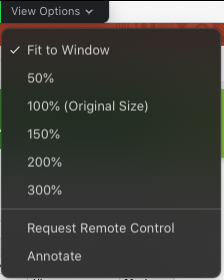 View Options
Fit to Window
50%
100% (Original Size)
150%
200%
300%
Request Remote Control
Annotate